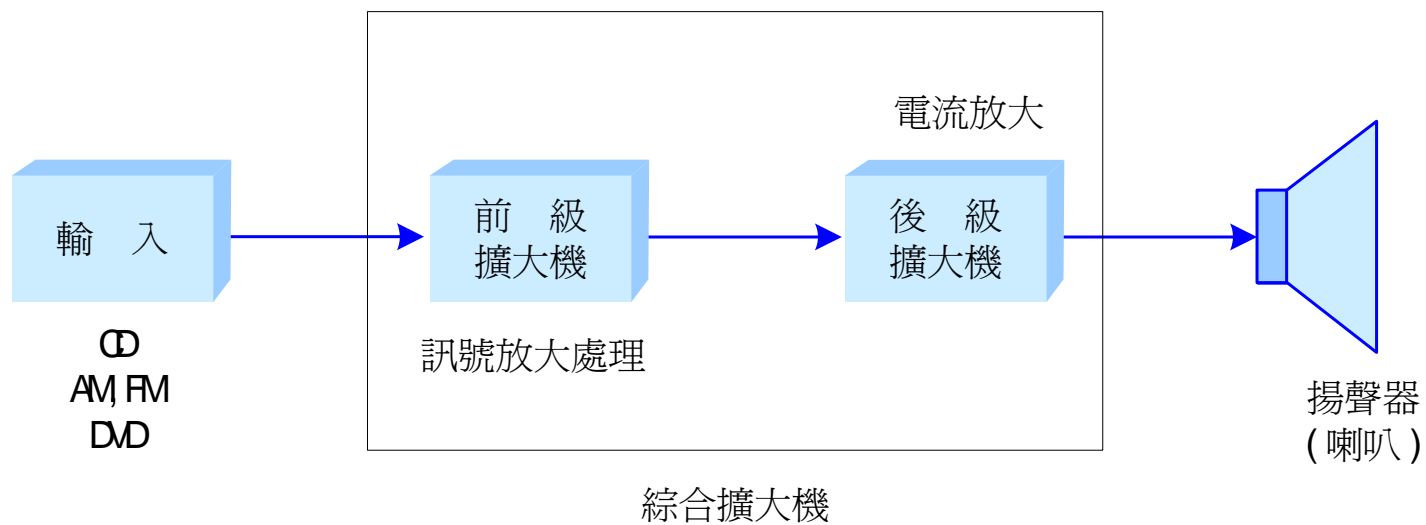 電流放大
輸 入
前 級
擴大機
後 級
擴大機
訊號放大處理
CD
AM, FM
DVD
揚聲器
(喇叭)
綜合擴大機